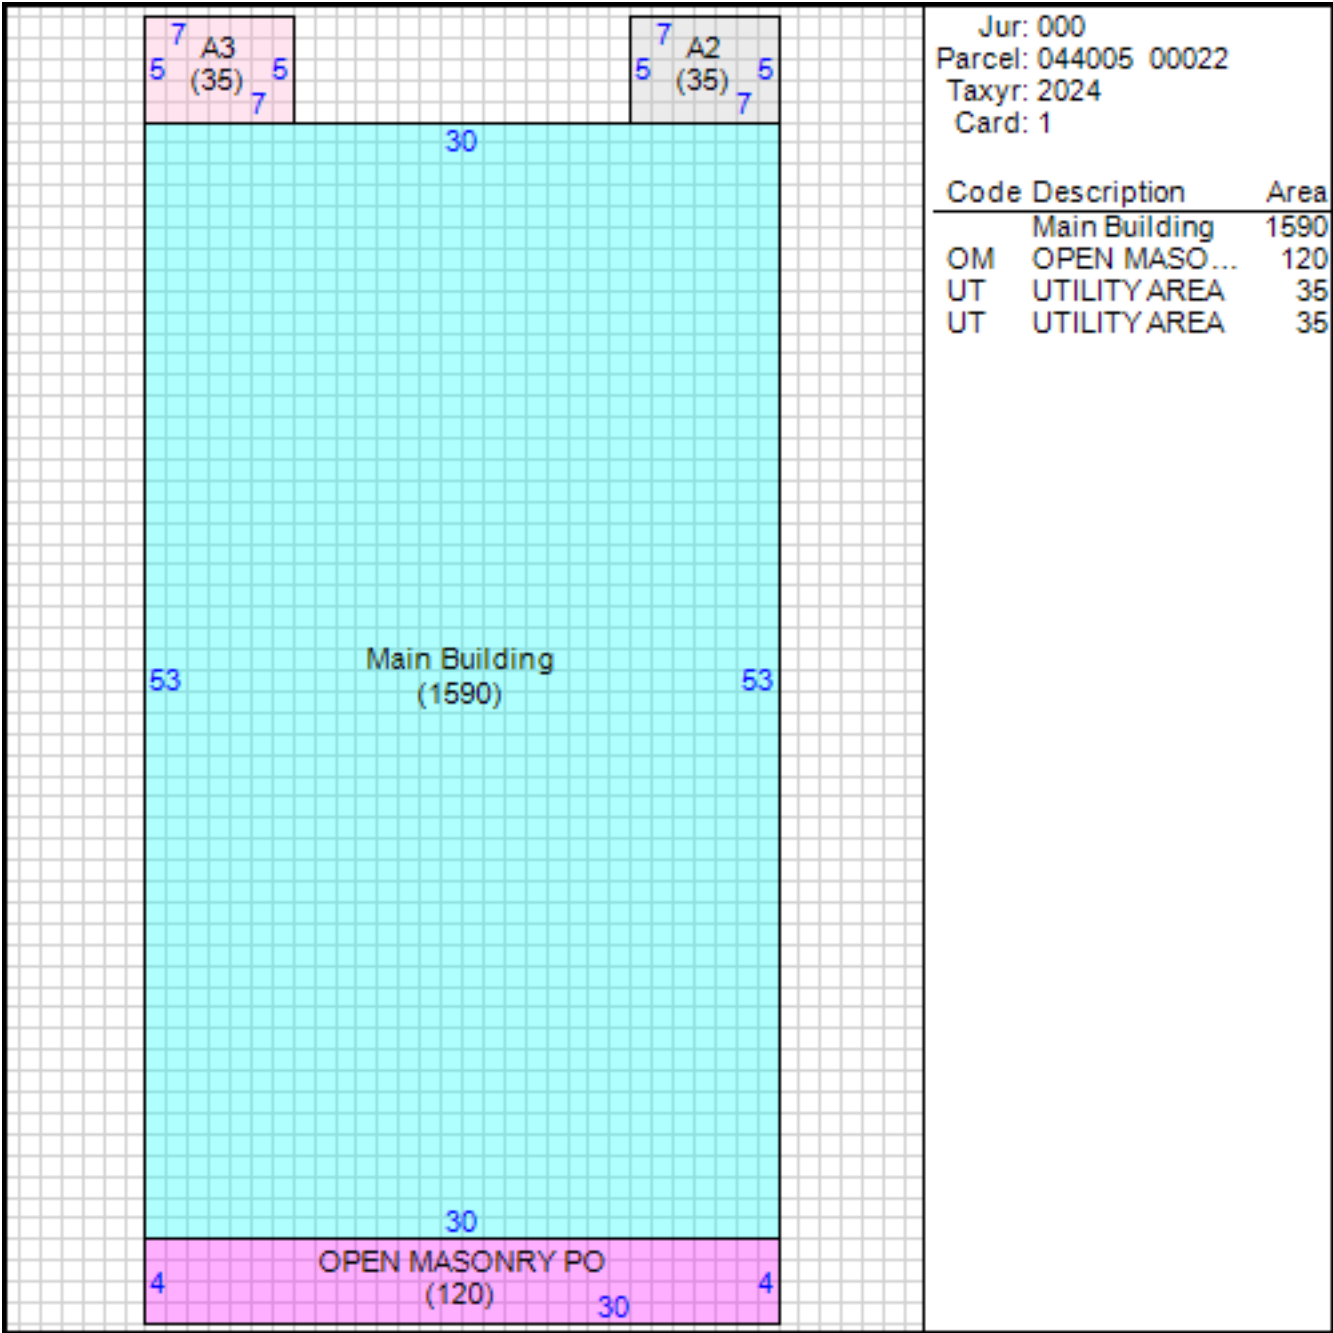 7
A3
5
(35)
5
7
7
A2
5
(35)
5
7
30
Main Building
53
(1590)
53
30
OPEN MASONRY PO
4
(120)
4
30
Jur: 000
Parcel: 044005 00022
Taxyr: 2024
Card: 1
Code Description Area
Main Building 1590
OM OPEN MASO... 120
UT UTILITY AREA 35
UT UTILITY AREA 35